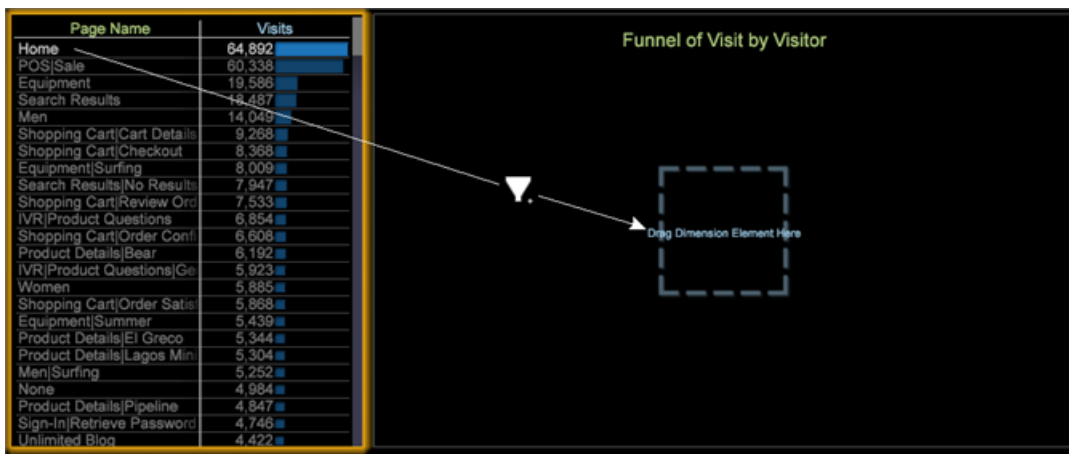 Page Name Visits
Home 64,892
POS|Sale 60,338
Equipment 19,586
Search Results 18,487
Men 14,049
Shopping Cart|Cart Details 9,268
Shopping Cart|Checkout 8,368
Equipment|Surfing 8,009
Search Results|No Results 7,947
Shopping Cart|Review Ord 7,533
IVR|Product Questions 6,854
Shopping Cart|Order Confi 6,608
Product Details|Bear 6,192
IVR|Product Questions|Ge 5,923
Women 5,885
Shopping Cart|Order Satisf 5,868
Equipment|Summer 5,439
Product Details|El Greco 5,344
Product Details|Lagos Mini 5,304
Men|Surfing 5,252
None 4,984
Product Details|Pipeline 4,847
Sign-In|Retrieve Password 4,746
Unlimited Blog 4,422
Funnel of Visit by Visitor
Drag Dimension Element Here